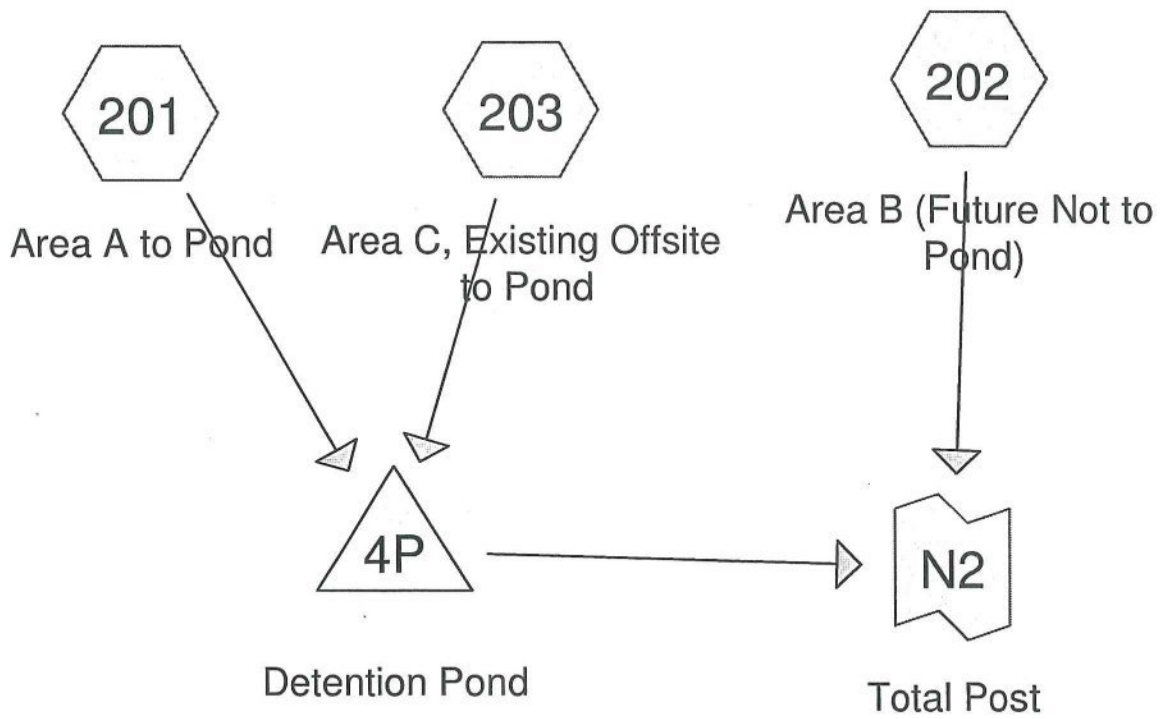 201
203
202
Area A to Pond
Area C, Existing Offsite
to Pond
Area B (Future Not to
Pond)
4P
N2
Detention Pond
Total Post